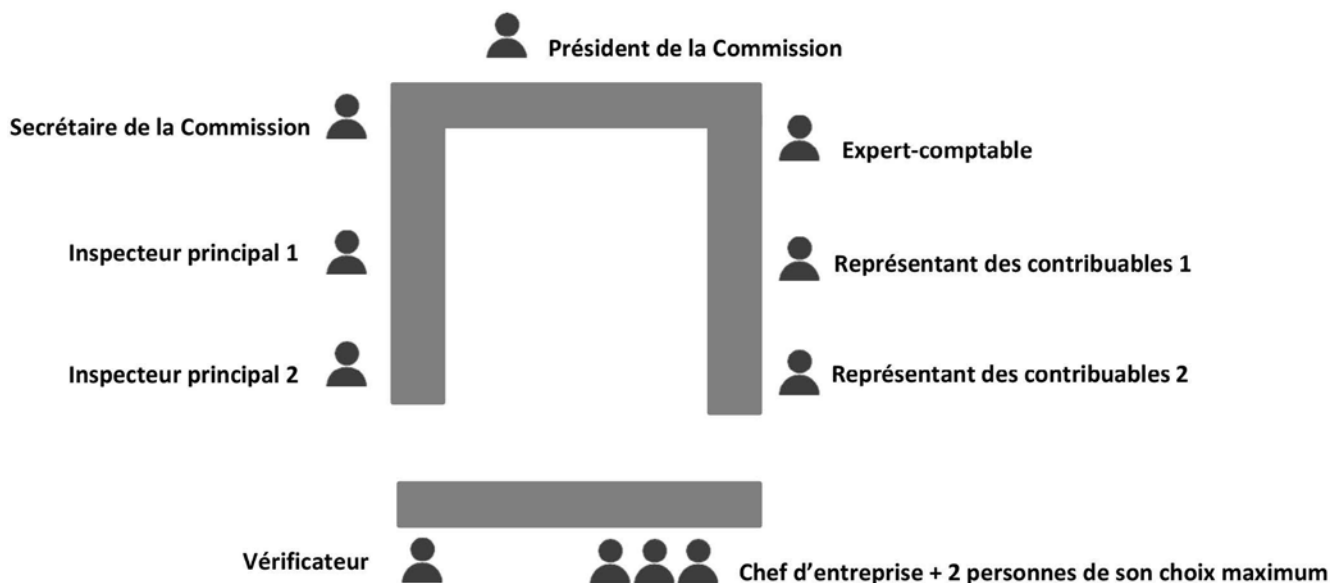 Président de la Commission
Secrétaire de la Commission
Expert-comptable
Inspecteur principal 1
Représentant des contribuables 1
Inspecteur principal 2
Représentant des contribuables 2
Vérificateur
Chef d’entreprise + 2 personnes de son choix maximum